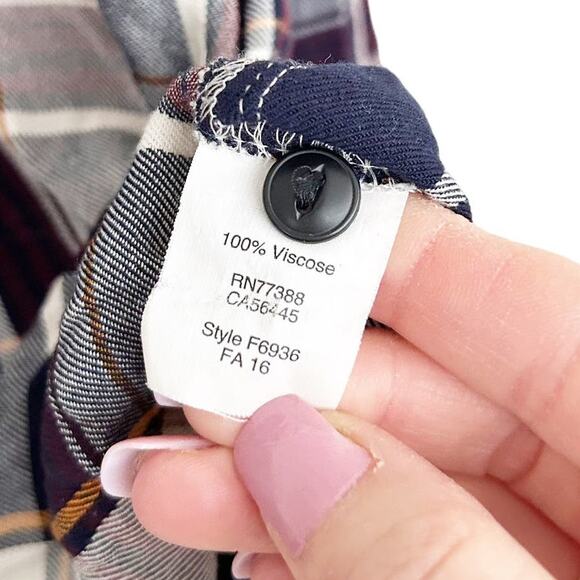 100% Viscose
RN77388
CA56445
Style F6936
FA 16